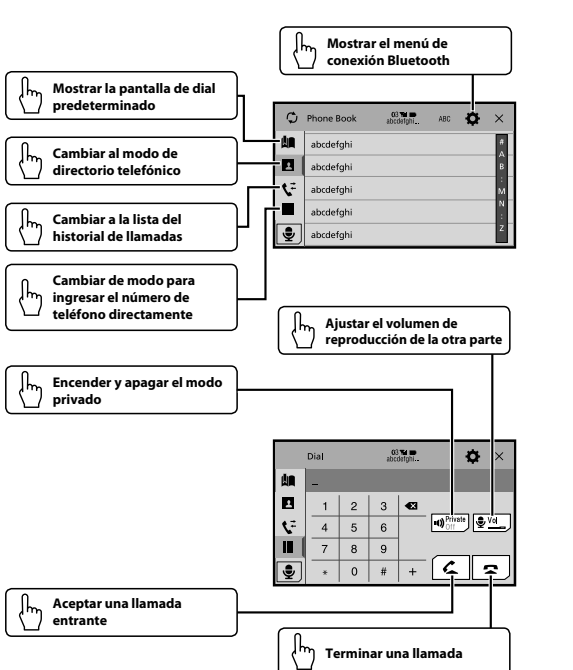 Mostrar el menú de
conexión Bluetooth
Mostrar la pantalla de dial
predeterminado
Cambiar al modo de
directorio telefónico
Cambiar a la lista del
historial de llamadas
Cambiar de modo para
ingresar el número de
teléfono directamente
Phone Book
03
abcdefghi...
ABC
abcdefghi
abcdefghi
abcdefghi
abcdefghi
abcdefghi
#
A
B
:
M
N
:
Z
Ajustar el volumen de
reproducción de la otra parte
Encender y apagar el modo
privado
Dial
03
abcdefghi...
_
1 2 3
4 5 6
7 8 9
* 0 # +
Private
Off
Vol
Aceptar una llamada
entrante
Terminar una llamada